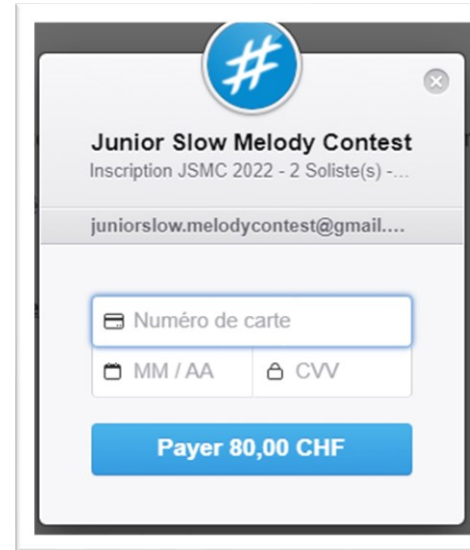 #
Junior Slow Melody Contest
Inscription JSMC 2022 - 2 Soliste(s) -...
juniorslow.melodycontest@gmail....
Numéro de carte
MM / AA CVV
Payer 80,00 CHF